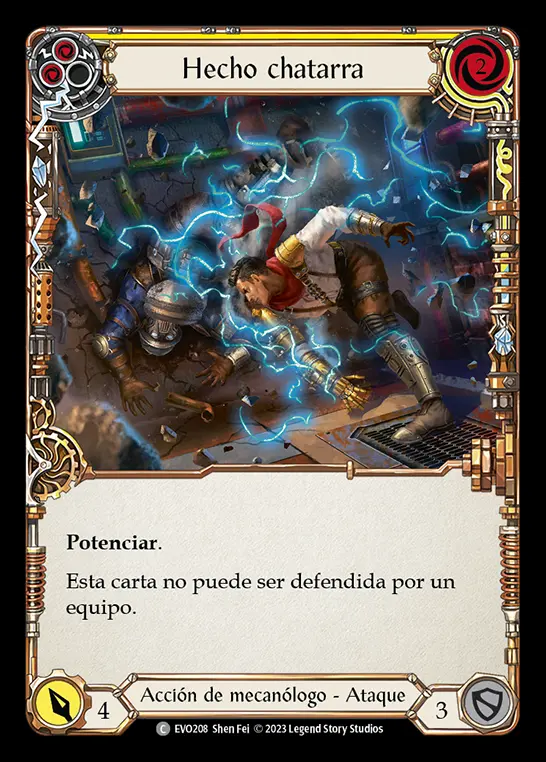 Hecho chatarra
2
Potenciar.
Esta carta no puede ser defendida por un
equipo.
4
Acción de mecanólogo - Ataque
3
C EVO208 Shen Fei © 2023 Legend Story Studios